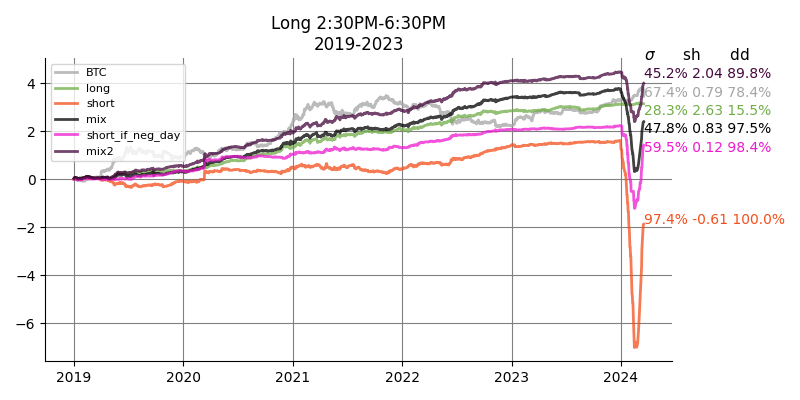 Long 2:30PM-6:30PM
2019-2023
σ sh dd
45.2% 2.04 89.8%
67.4% 0.79 78.4%
28.3% 2.63 15.5%
47.8% 0.83 97.5%
59.5% 0.12 98.4%
97.4% -0.61 100.0%
BTC
long
short
mix
short_if_neg_day
mix2
4
2
0
−2
−4
−6
2019 2020 2021 2022 2023 2024